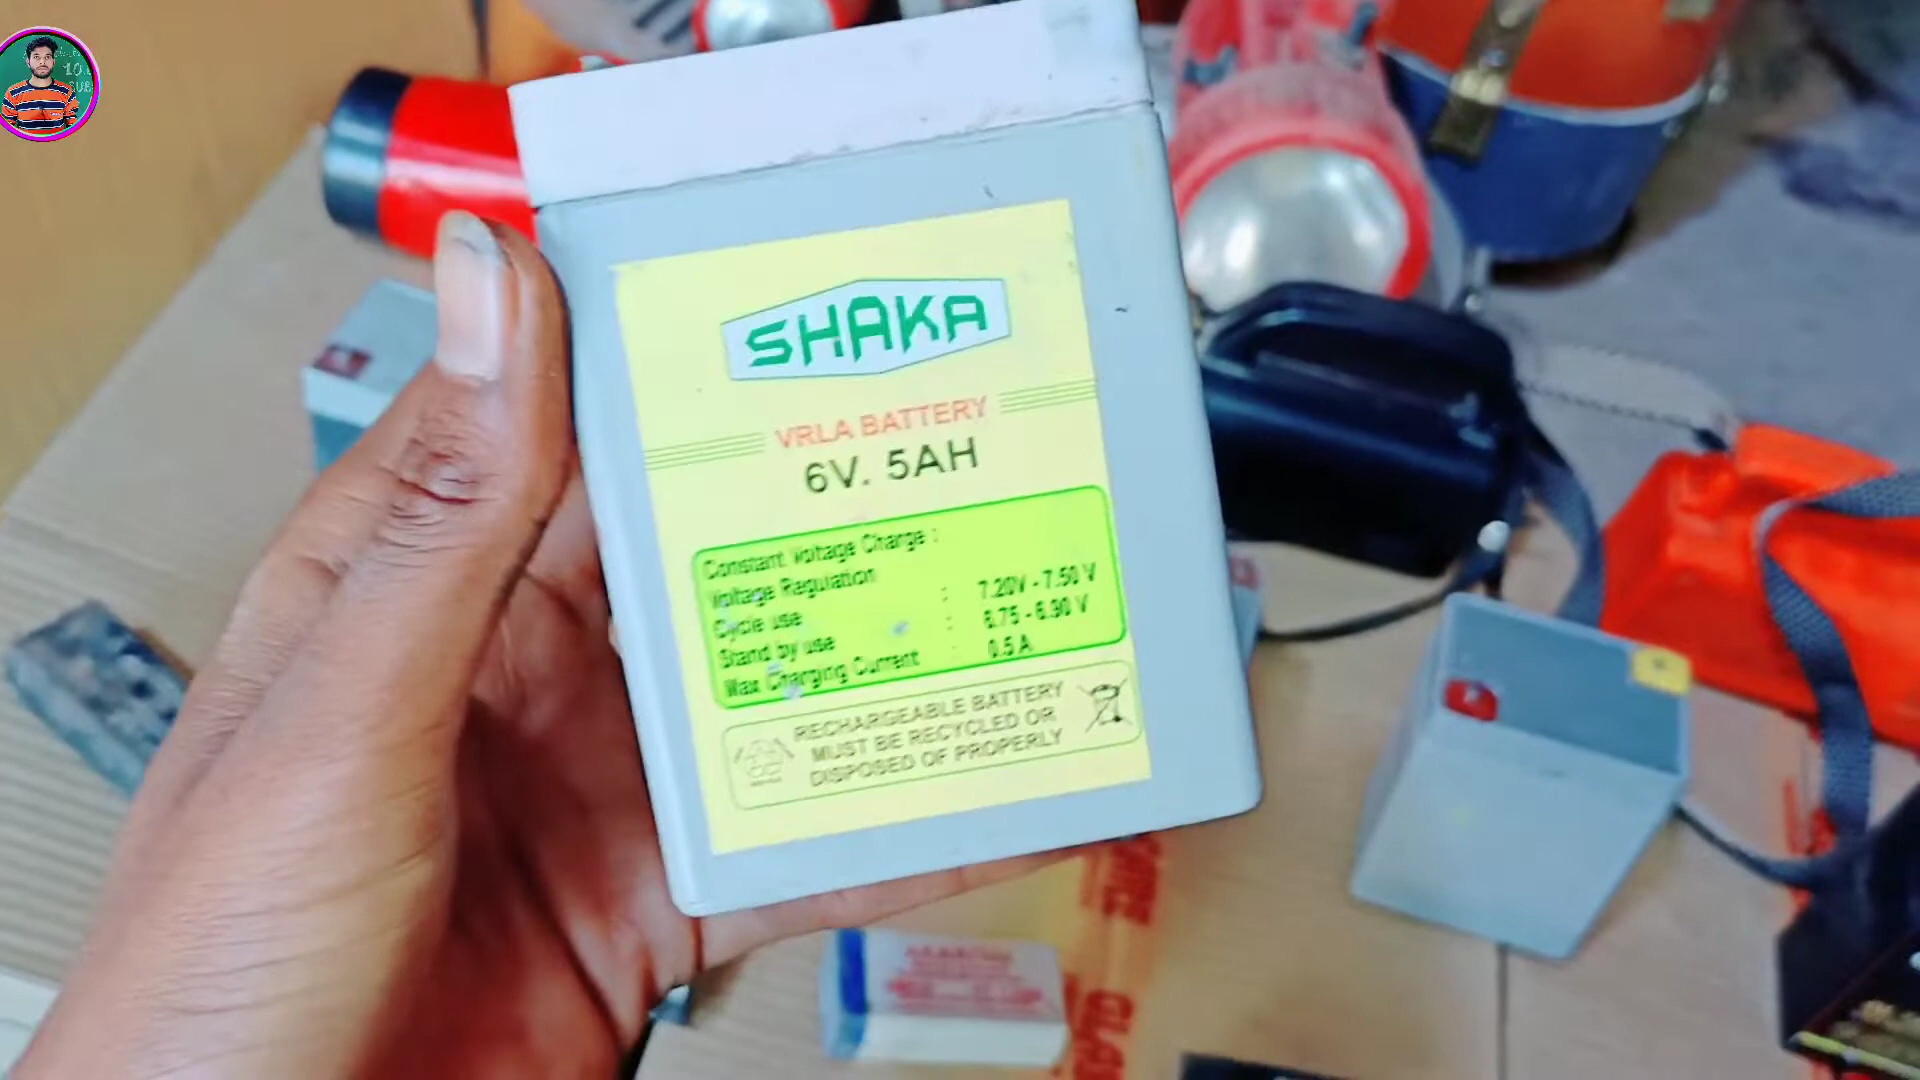 SHAKA
VRLA BATTERY
6V. 5AH
Constant Voltage Charge :
Voltage Regulation
Cycle use : 7.20V - 7.50 V
Stand by use : 6.75 - 6.90 V
Max Charging Current : 0.5 A
RECHARGEABLE BATTERY
MUST BE RECYCLED OR
DISPOSED OF PROPERLY